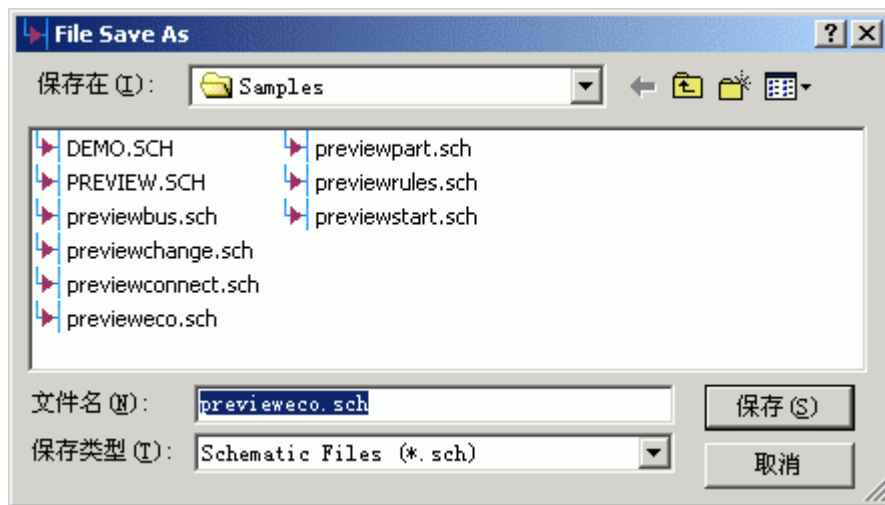 File Save As
保存在(I):
Samples
DEMO.SCH
PREVIEW.SCH
previewbus.sch
previewchange.sch
previewconnect.sch
previeweco.sch
previewpart.sch
previewrules.sch
previewstart.sch
文件名(N):
previeweco.sch
保存(S)
保存类型(T):
Schematic Files (*.sch)
取消